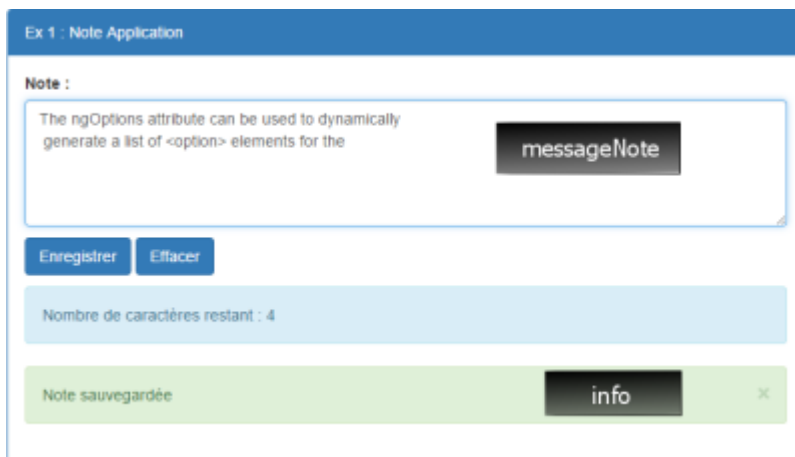 Ex 1 : Note Application
Note :
The ngOptions attribute can be used to dynamically
generate a list of <option> elements for the
messageNote
Enregistrer Effacer
Nombre de caractères restant : 4
Note sauvegardée
info
×